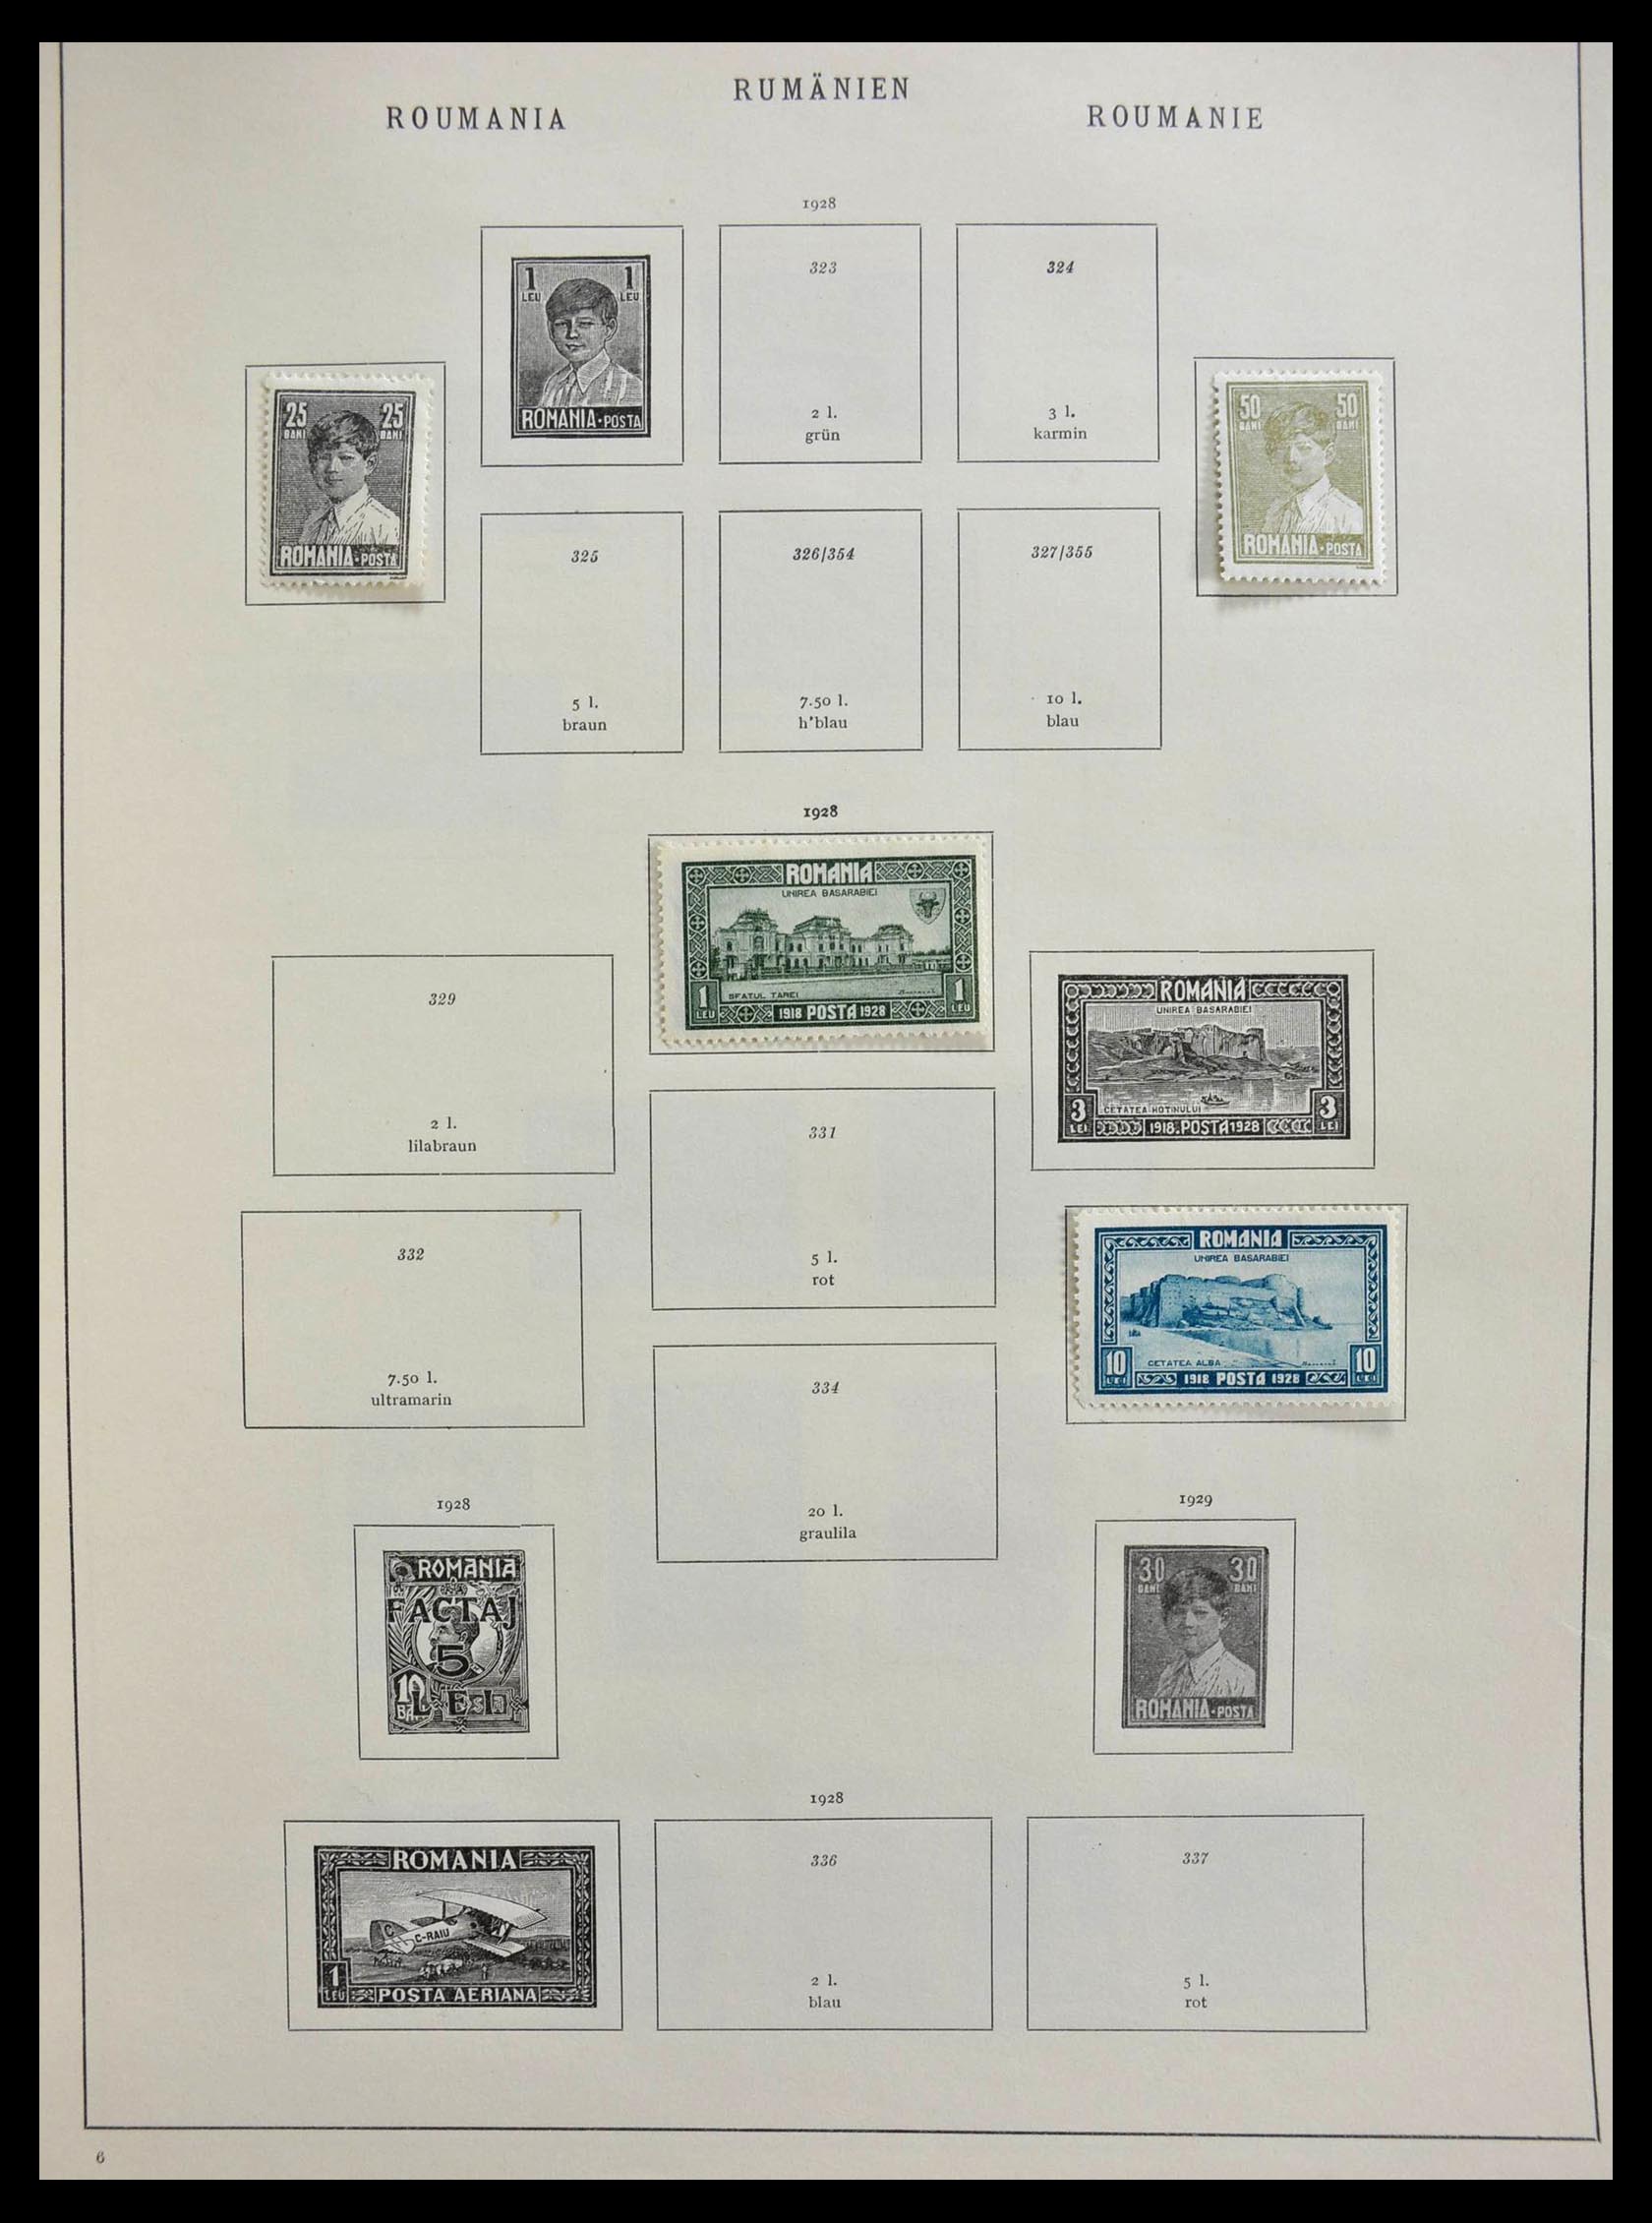 RUMÄNIEN
ROUMANIA
ROUMANIE
1928
1 1
LEU LEU
ROMANIA·POSTA
323
2 l.
grün
324
3 l.
karmin
25 25
BANI BANI
ROMANIA·POSTA
50 50
BANI BANI
ROMANIA·POSTA
325
5 l.
braun
326/354
7.50 l.
h'blau
327/355
10 l.
blau
1928
ROMANIA
UNIREA BASARABIEI
SFATUL TAREI
1 1
LEU LEU
1918 POSTA 1928
329
2 l.
lilabraun
ROMANIA
UNIREA BASARABIEI
CETATEA HOTINULUI
3 3
LEI LEI
1918.POSTA1928
331
5 l.
rot
332
7.50 l.
ultramarin
ROMANIA
UNIREA BASARABIEI
CETATEA ALBA
10 10
LEI LEI
1918 POSTA 1928
334
20 l.
graulila
1928
ROMANIA
FACTAJ
5
10
LEI
1929
30 30
BANI BANI
ROMANIA·POSTA
1928
ROMANIA
C
C-RAIU
1
LEU
POSTA AERIANA
336
2 l.
blau
337
5 l.
rot
6